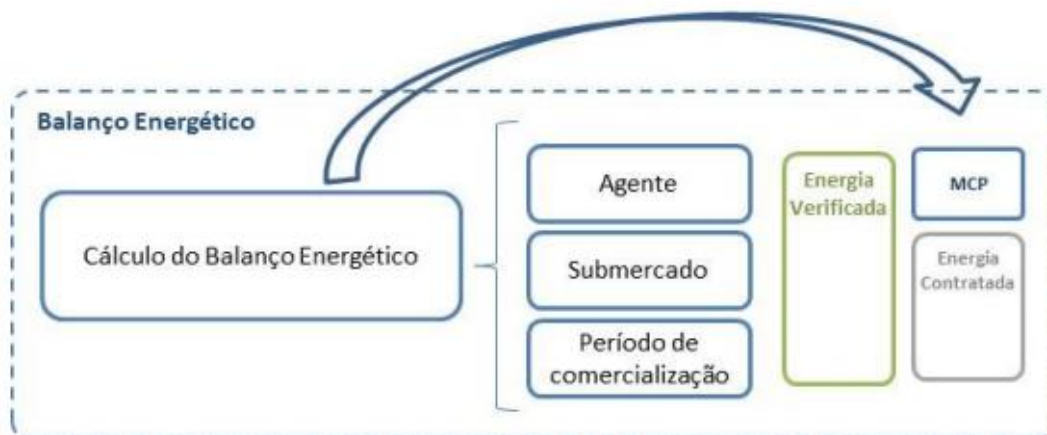 Balanço Energético
Cálculo do Balanço Energético
Agente
Submercado
Período de
comercialização
Energia
Verificada
MCP
Energia
Contratada